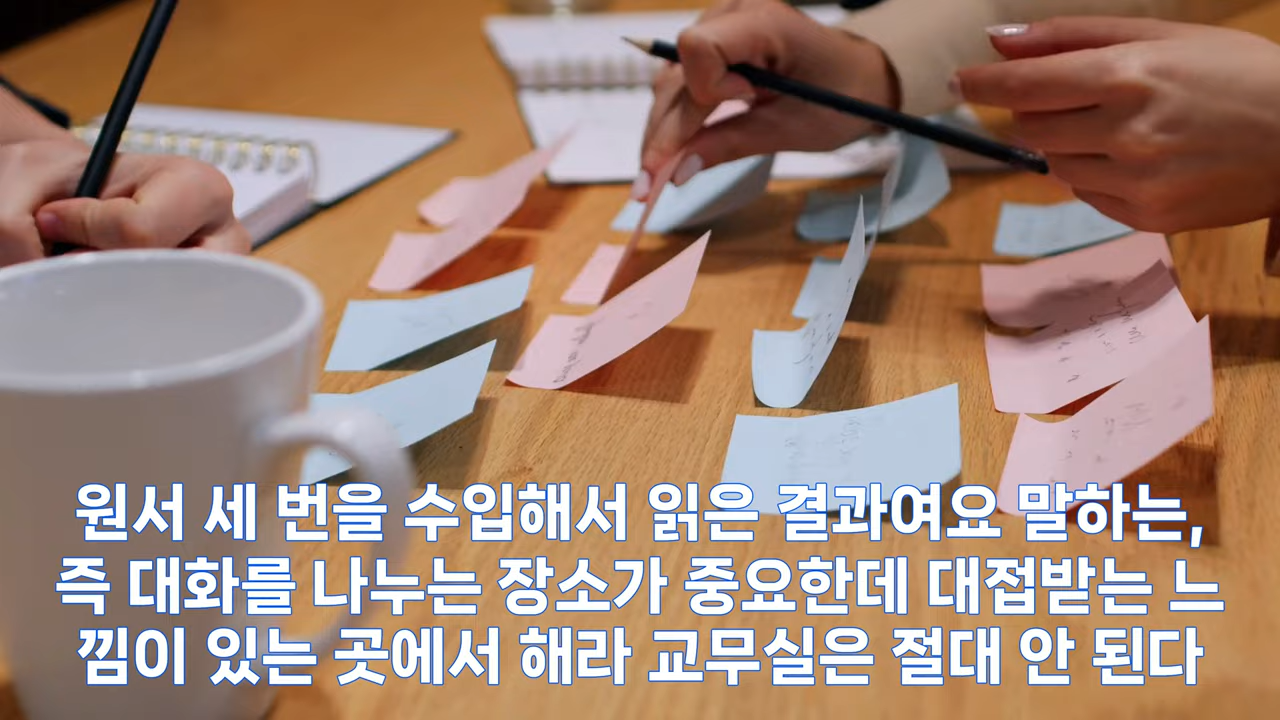 원서 세 번을 수입해서 읽은 결과여요 말하는,
즉 대화를 나누는 장소가 중요한데 대접받는 느
낌이 있는 곳에서 해라 교무실은 절대 안 된다